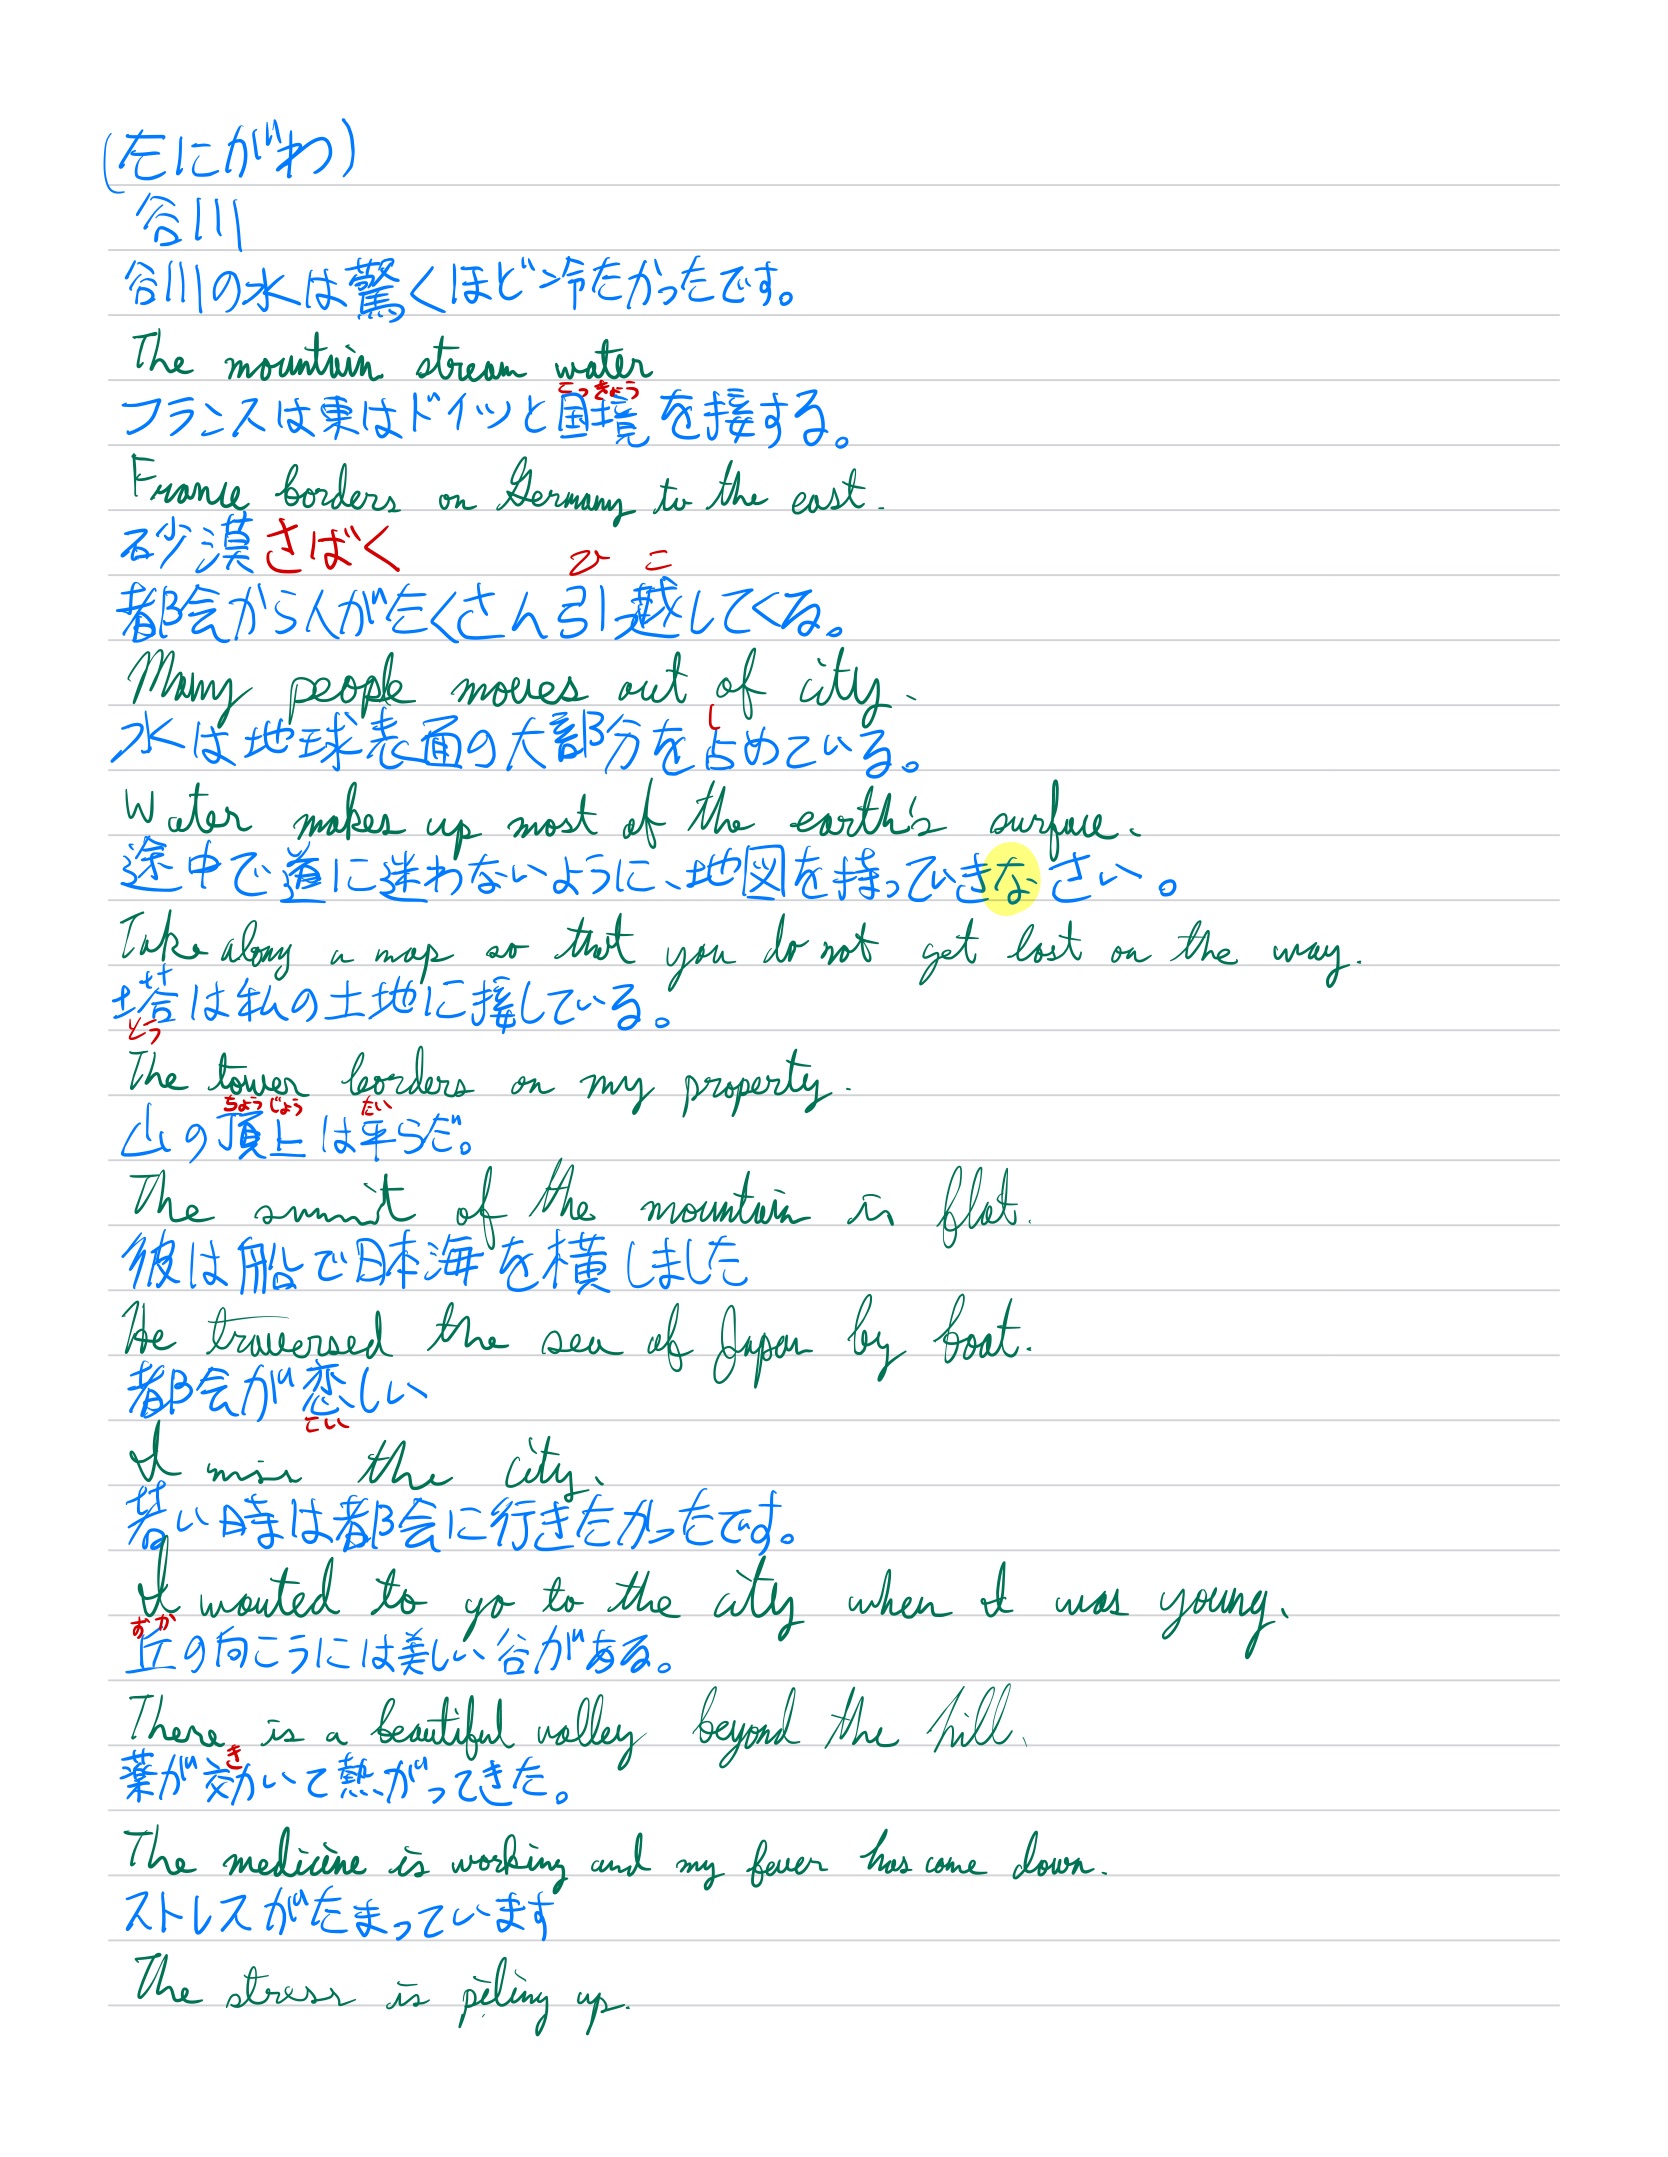 (たにがわ)
谷川
谷川の水は驚くほど冷たかったです。
The mountain stream water
こっきょう
フランスは東はドイツと国境を接する。
France borders on Germany to the east.
砂漠さばく
ひ こ
都会から人がたくさん引越してくる。
Many people moves out of city.
し
水は地球表面の大部分を占めている。
Water makes up most of the earth's surface.
途中で道に迷わないように、地図を持っていきなさい。
Take along a map so that you do not get lost on the way.
塔は私の土地に接している。
とう
The tower borders on my property.
ちょうじょう たい
山の頂上は平らだ。
The summit of the mountain is flat.
彼は船で日本海を横しました
He traversed the sea of Japan by boat.
都会が恋しい
こい
I miss the city.
若い時は都会に行きたかったです。
I wanted to go to the city when I was young.
おか
丘の向こうには美しい谷がある。
There is a beautiful valley beyond the hill.
き
薬が効いて熱がってきた。
The medicine is working and my fever has come down.
ストレスがたまっています
The stress is piling up.